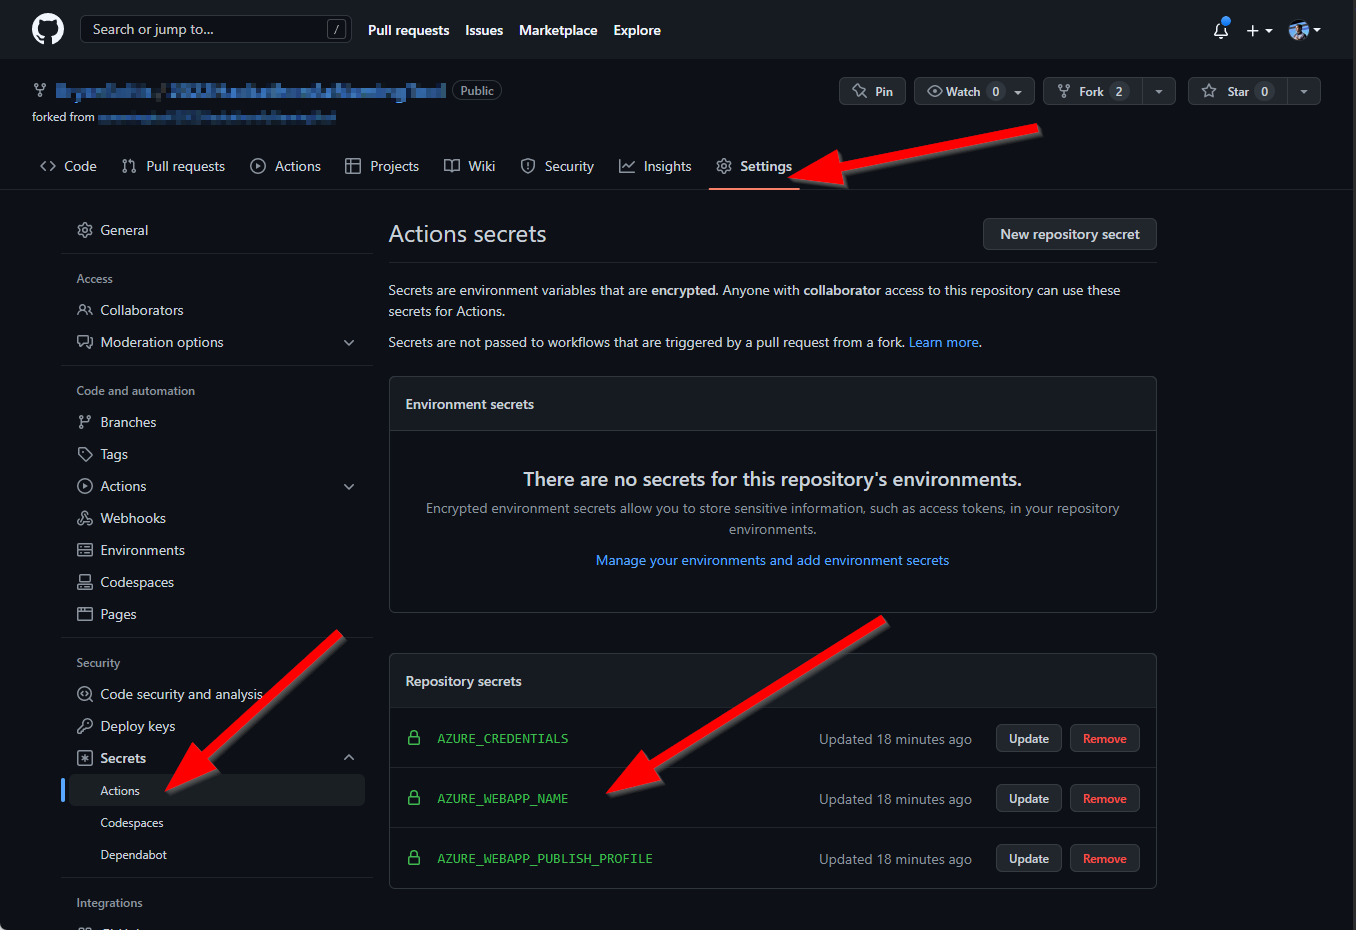 Search or jump to... /
Pull requests Issues Marketplace Explore
Public
Pin Watch 0 Fork 2 Star 0
forked from
Code Pull requests Actions Projects Wiki Security Insights Settings
General
Access
Collaborators
Moderation options
Code and automation
Branches
Tags
Actions
Webhooks
Environments
Codespaces
Pages
Security
Code security and analysis
Deploy keys
Secrets
Actions
Codespaces
Dependabot
Integrations
Actions secrets
New repository secret
Secrets are environment variables that are encrypted. Anyone with collaborator access to this repository can use these
secrets for Actions.
Secrets are not passed to workflows that are triggered by a pull request from a fork. Learn more.
Environment secrets
There are no secrets for this repository's environments.
Encrypted environment secrets allow you to store sensitive information, such as access tokens, in your repository
environments.
Manage your environments and add environment secrets
Repository secrets
AZURE_CREDENTIALS Updated 18 minutes ago Update Remove
AZURE_WEBAPP_NAME Updated 18 minutes ago Update Remove
AZURE_WEBAPP_PUBLISH_PROFILE Updated 18 minutes ago Update Remove